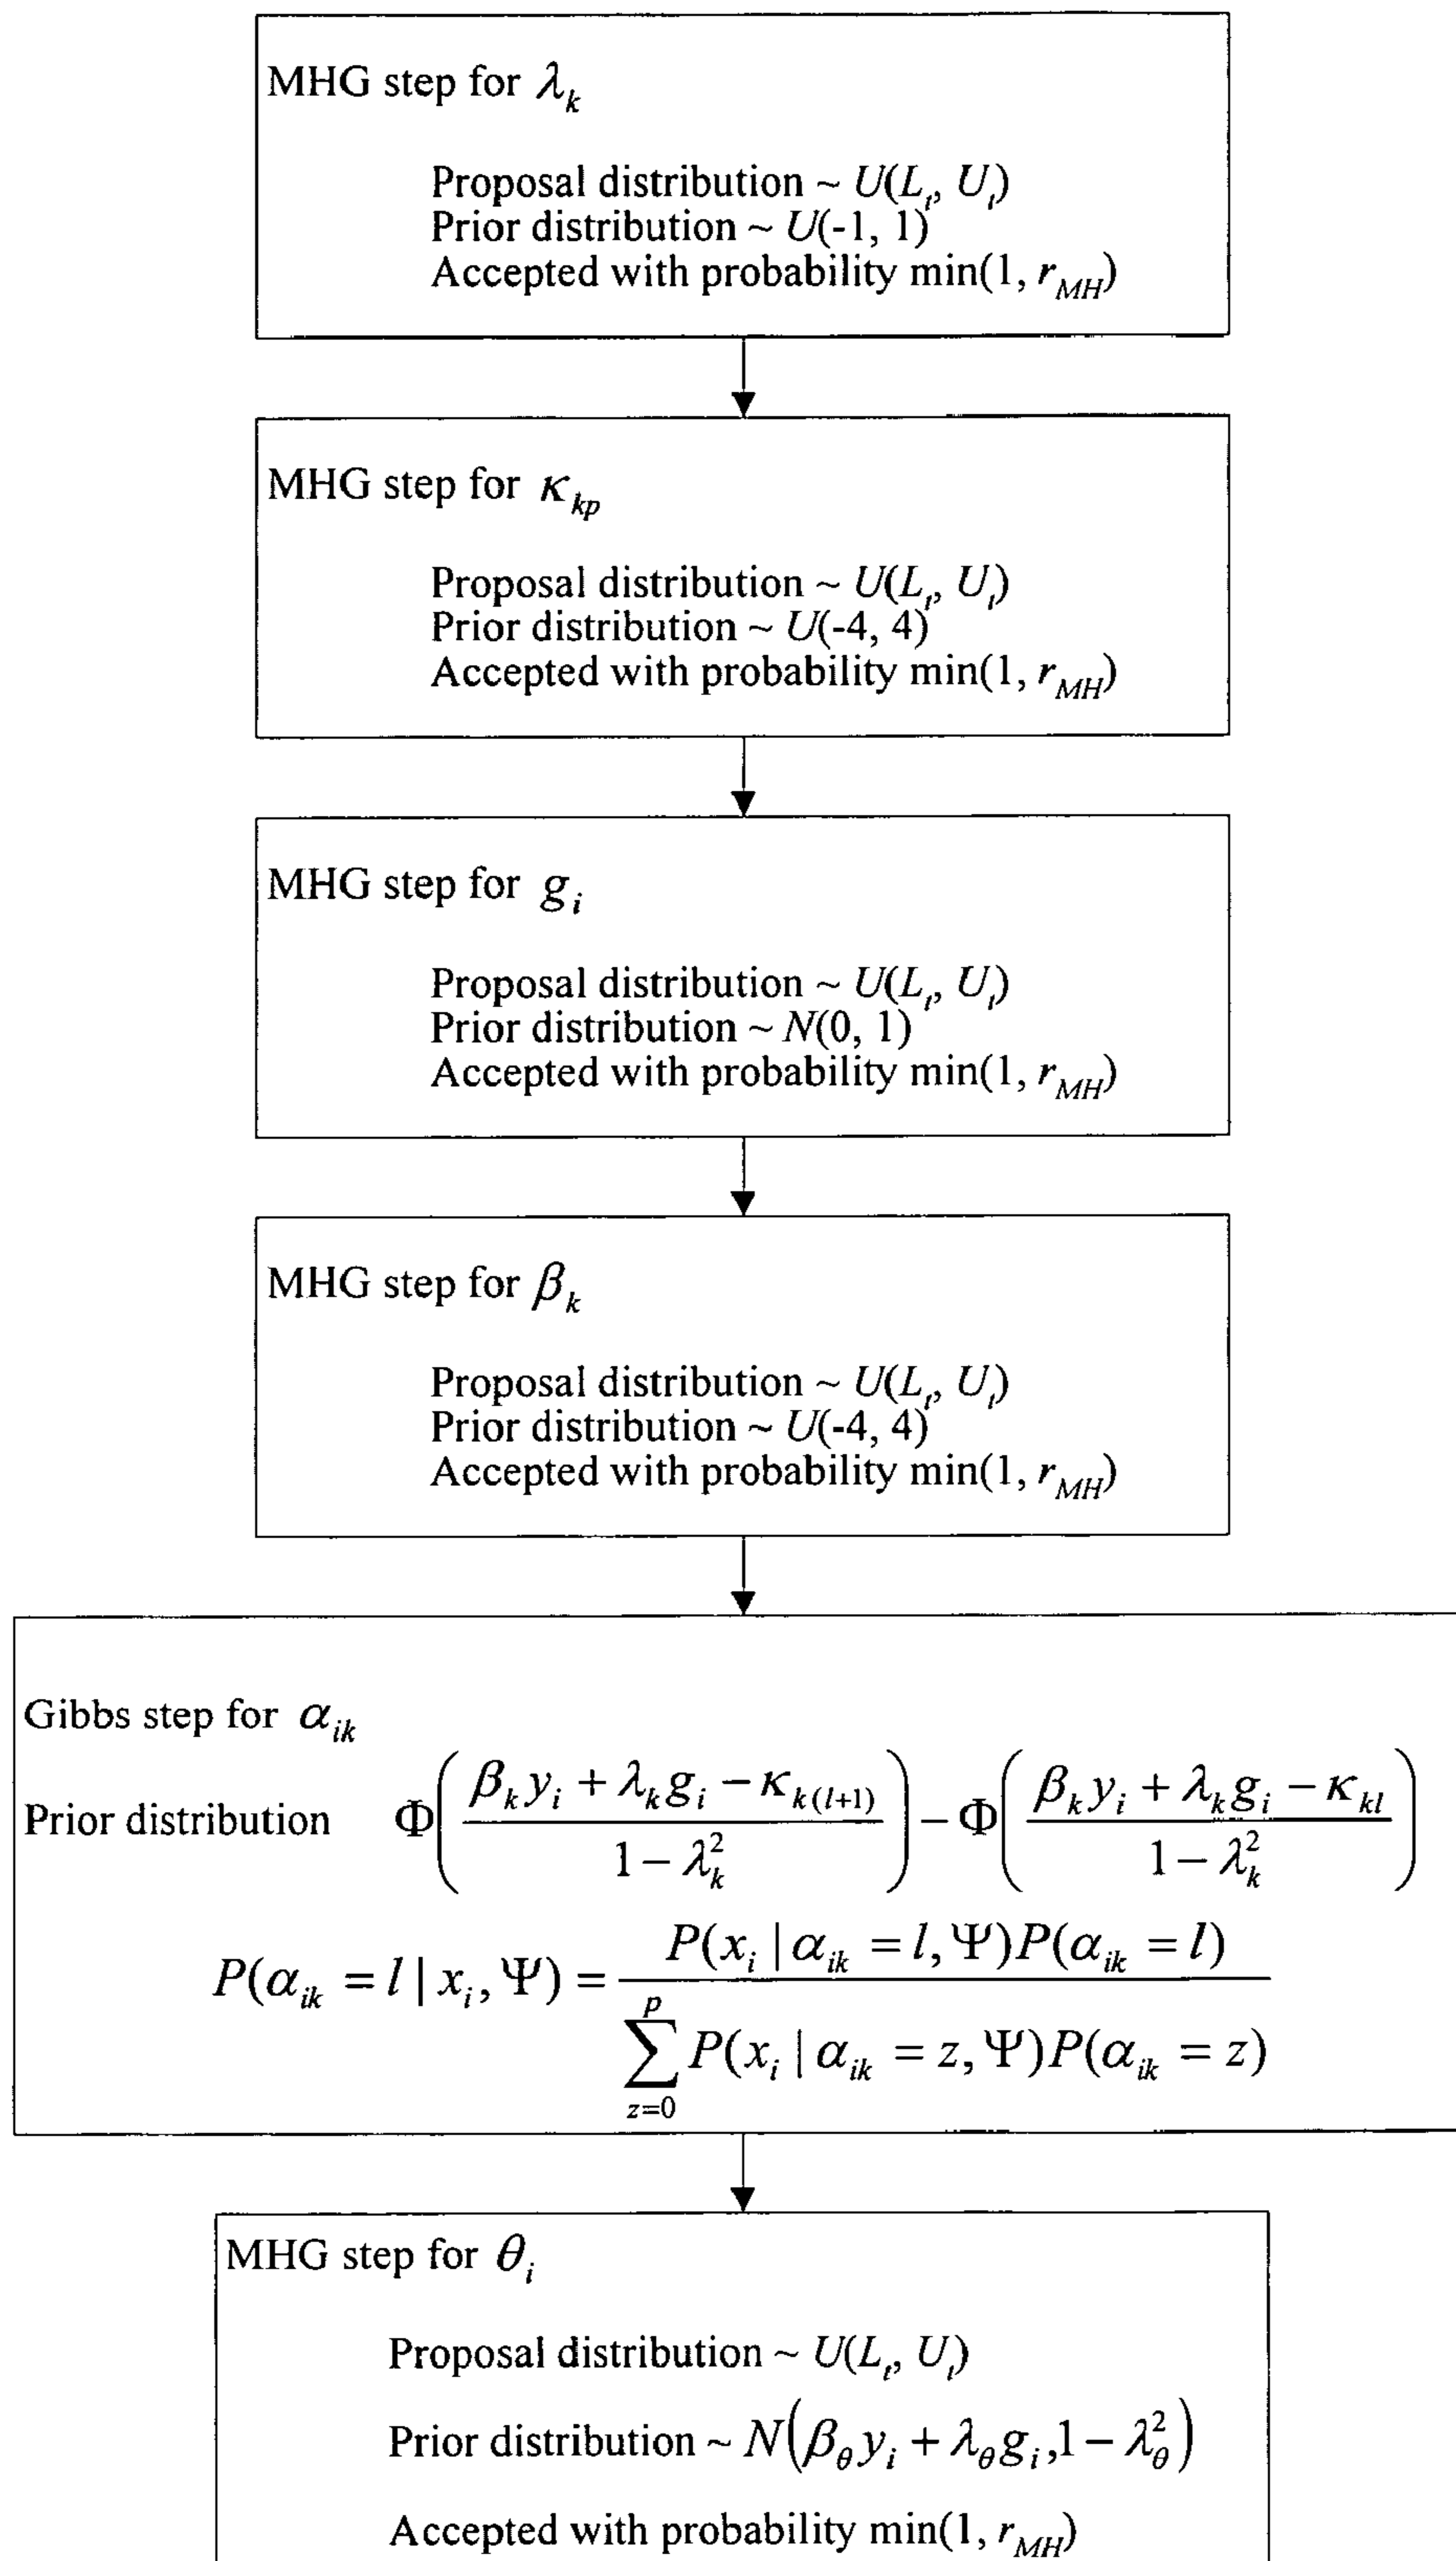 MHG step for λ_k
Proposal distribution ~ U(L_t, U_t)
Prior distribution ~ U(-1, 1)
Accepted with probability min(1, r_MH)
MHG step for κ_kp
Proposal distribution ~ U(L_t, U_t)
Prior distribution ~ U(-4, 4)
Accepted with probability min(1, r_MH)
MHG step for g_i
Proposal distribution ~ U(L_t, U_t)
Prior distribution ~ N(0, 1)
Accepted with probability min(1, r_MH)
MHG step for β_k
Proposal distribution ~ U(L_t, U_t)
Prior distribution ~ U(-4, 4)
Accepted with probability min(1, r_MH)
Gibbs step for α_ik
Prior distribution Φ((β_k y_i + λ_k g_i − κ_k(l+1)) / (1 − λ_k^2)) − Φ((β_k y_i + λ_k g_i − κ_kl) / (1 − λ_k^2))
P(α_ik = l | x_i, Ψ) = P(x_i | α_ik = l, Ψ)P(α_ik = l) / ∑_{z=0}^{p} P(x_i | α_ik = z, Ψ)P(α_ik = z)
MHG step for θ_i
Proposal distribution ~ U(L_t, U_t)
Prior distribution ~ N(β_θ y_i + λ_θ g_i, 1 − λ_θ^2)
Accepted with probability min(1, r_MH)